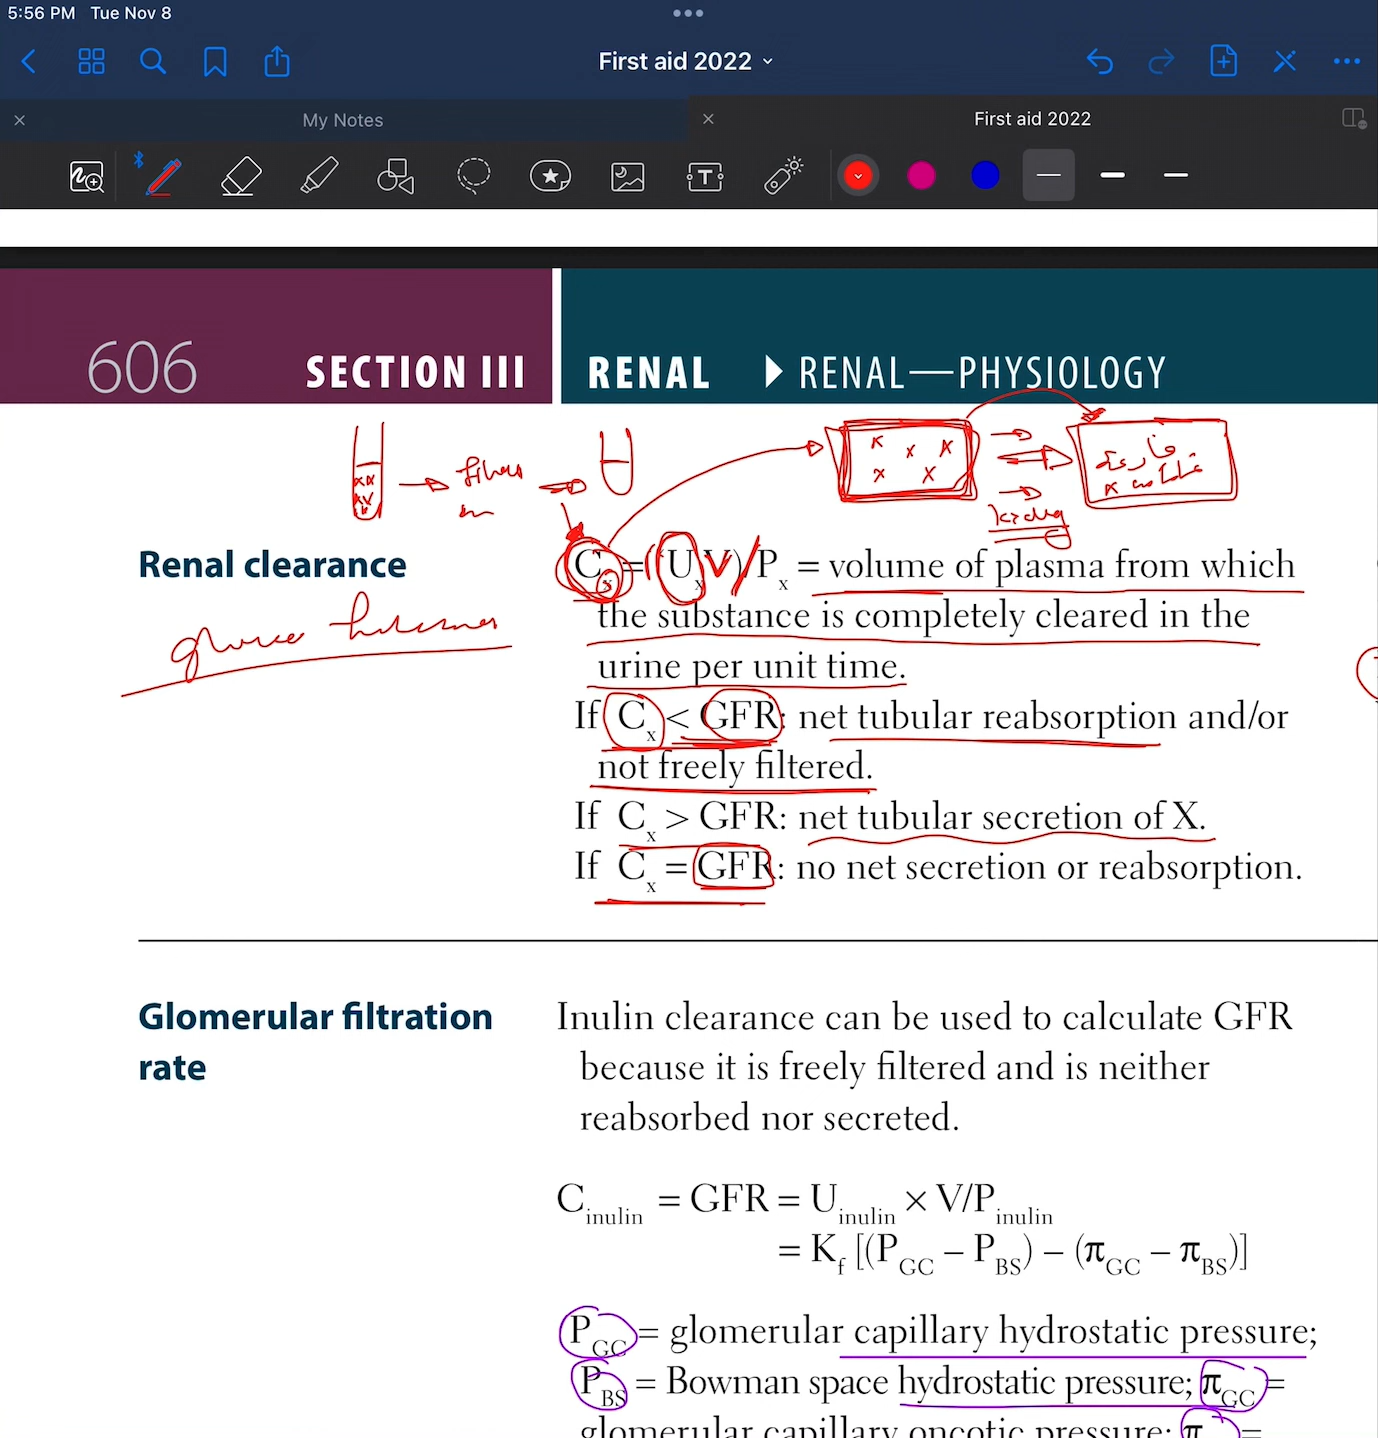 5:56 PM Tue Nov 8
First aid 2022
My Notes
First aid 2022
606 SECTION III RENAL ▶ RENAL—PHYSIOLOGY
Renal clearance
Cx = (UxV)/Px = volume of plasma from which
the substance is completely cleared in the
urine per unit time.
If Cx < GFR: net tubular reabsorption and/or
not freely filtered.
If Cx > GFR: net tubular secretion of X.
If Cx = GFR: no net secretion or reabsorption.
Glomerular filtration
rate
Inulin clearance can be used to calculate GFR
because it is freely filtered and is neither
reabsorbed nor secreted.
Cinulin = GFR = Uinulin × V/Pinulin
= Kf [(PGC – PBS) – (πGC – πBS)]
PGC = glomerular capillary hydrostatic pressure;
PBS = Bowman space hydrostatic pressure; πGC =
glomerular capillary oncotic pressure; π =